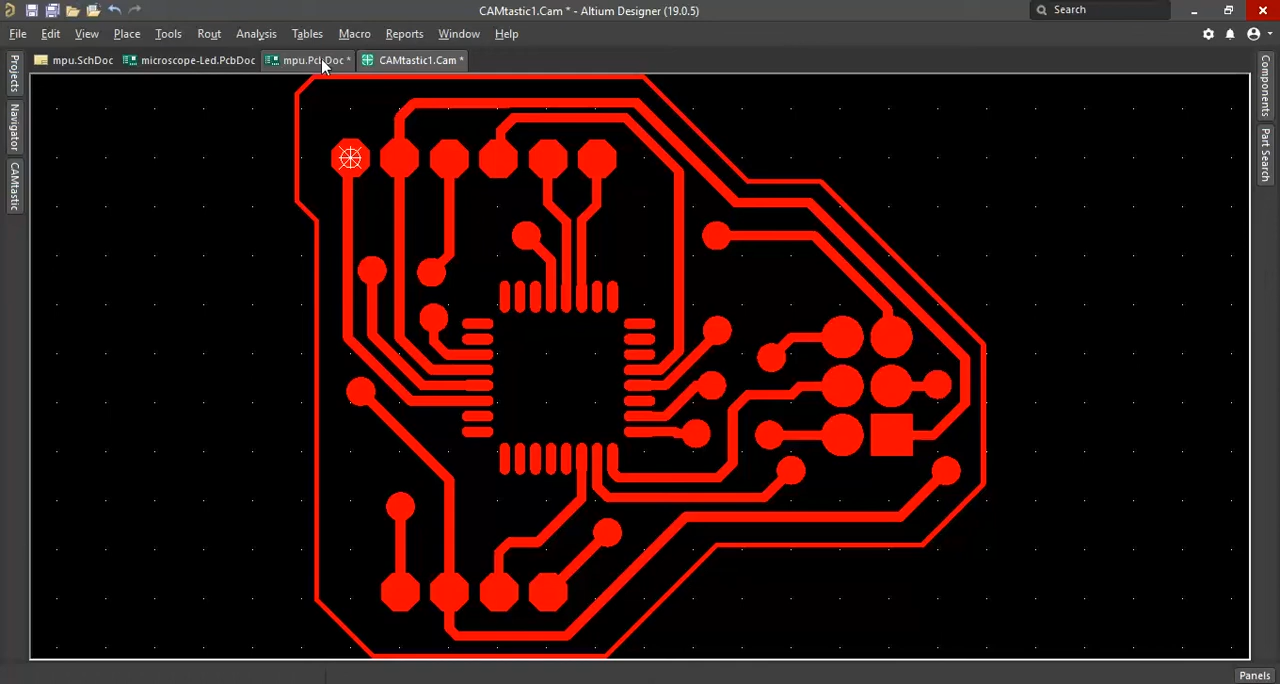 CAMtastic1.Cam * - Altium Designer (19.0.5)
Search
File Edit View Place Tools Rout Analysis Tables Macro Reports Window Help
mpu.SchDoc microscope-Led.PcbDoc mpu.PcbDoc * CAMtastic1.Cam *
Projects
Navigator
CAMtastic
Components
Part Search
Panels